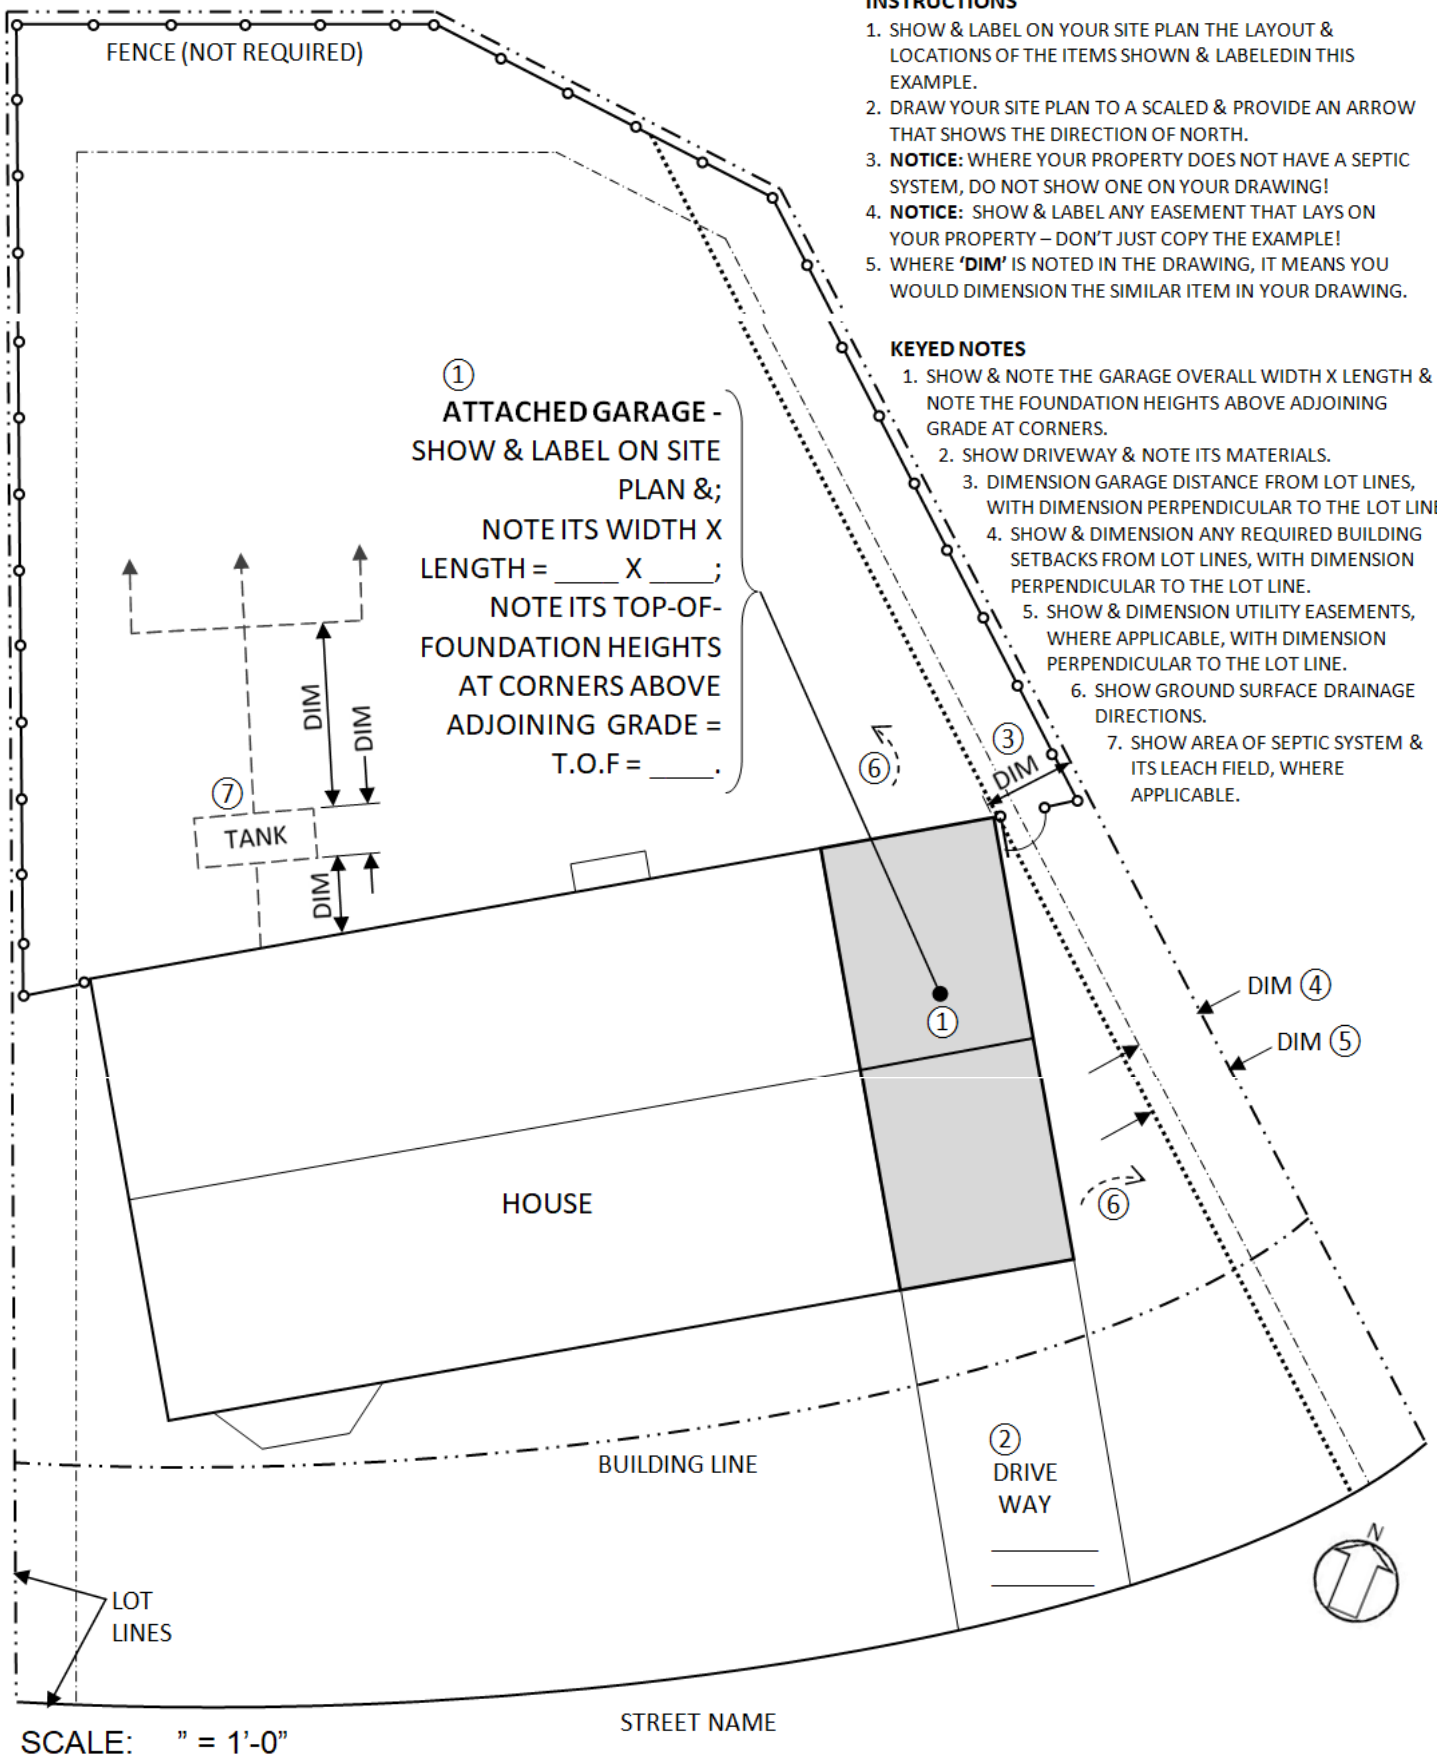 INSTRUCTIONS
1. SHOW & LABEL ON YOUR SITE PLAN THE LAYOUT &
LOCATIONS OF THE ITEMS SHOWN & LABELEDIN THIS
EXAMPLE.
2. DRAW YOUR SITE PLAN TO A SCALED & PROVIDE AN ARROW
THAT SHOWS THE DIRECTION OF NORTH.
3. NOTICE: WHERE YOUR PROPERTY DOES NOT HAVE A SEPTIC
SYSTEM, DO NOT SHOW ONE ON YOUR DRAWING!
4. NOTICE: SHOW & LABEL ANY EASEMENT THAT LAYS ON
YOUR PROPERTY – DON'T JUST COPY THE EXAMPLE!
5. WHERE 'DIM' IS NOTED IN THE DRAWING, IT MEANS YOU
WOULD DIMENSION THE SIMILAR ITEM IN YOUR DRAWING.
KEYED NOTES
1. SHOW & NOTE THE GARAGE OVERALL WIDTH X LENGTH &
NOTE THE FOUNDATION HEIGHTS ABOVE ADJOINING
GRADE AT CORNERS.
2. SHOW DRIVEWAY & NOTE ITS MATERIALS.
3. DIMENSION GARAGE DISTANCE FROM LOT LINES,
WITH DIMENSION PERPENDICULAR TO THE LOT LINE
4. SHOW & DIMENSION ANY REQUIRED BUILDING
SETBACKS FROM LOT LINES, WITH DIMENSION
PERPENDICULAR TO THE LOT LINE.
5. SHOW & DIMENSION UTILITY EASEMENTS,
WHERE APPLICABLE, WITH DIMENSION
PERPENDICULAR TO THE LOT LINE.
6. SHOW GROUND SURFACE DRAINAGE
DIRECTIONS.
7. SHOW AREA OF SEPTIC SYSTEM &
ITS LEACH FIELD, WHERE
APPLICABLE.
FENCE (NOT REQUIRED)
1
ATTACHED GARAGE -
SHOW & LABEL ON SITE
PLAN &;
NOTE ITS WIDTH X
LENGTH = ____ X ____;
NOTE ITS TOP-OF-
FOUNDATION HEIGHTS
AT CORNERS ABOVE
ADJOINING GRADE =
T.O.F = ____.
DIM
DIM
7
TANK
DIM
6
3
DIM
1
DIM 4
DIM 5
6
HOUSE
BUILDING LINE
2
DRIVE
WAY
N
LOT
LINES
STREET NAME
SCALE: ” = 1’-0”